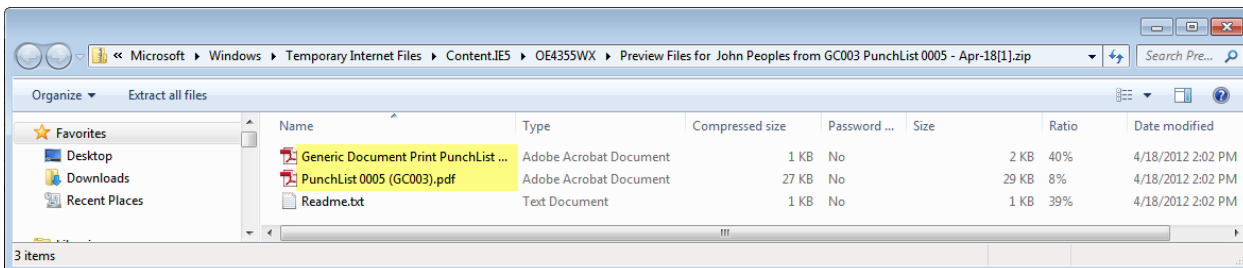 « Microsoft Windows Temporary Internet Files Content.IE5 OE4355WX Preview Files for John Peoples from GC003 PunchList 0005 - Apr-18[1].zip Search Pre...
Organize Extract all files
Favorites Name Type Compressed size Password ... Size Ratio Date modified
Desktop Generic Document Print PunchList ... Adobe Acrobat Document 1 KB No 2 KB 40% 4/18/2012 2:02 PM
Downloads PunchList 0005 (GC003).pdf Adobe Acrobat Document 27 KB No 29 KB 8% 4/18/2012 2:02 PM
Recent Places Readme.txt Text Document 1 KB No 1 KB 39% 4/18/2012 2:02 PM
3 items